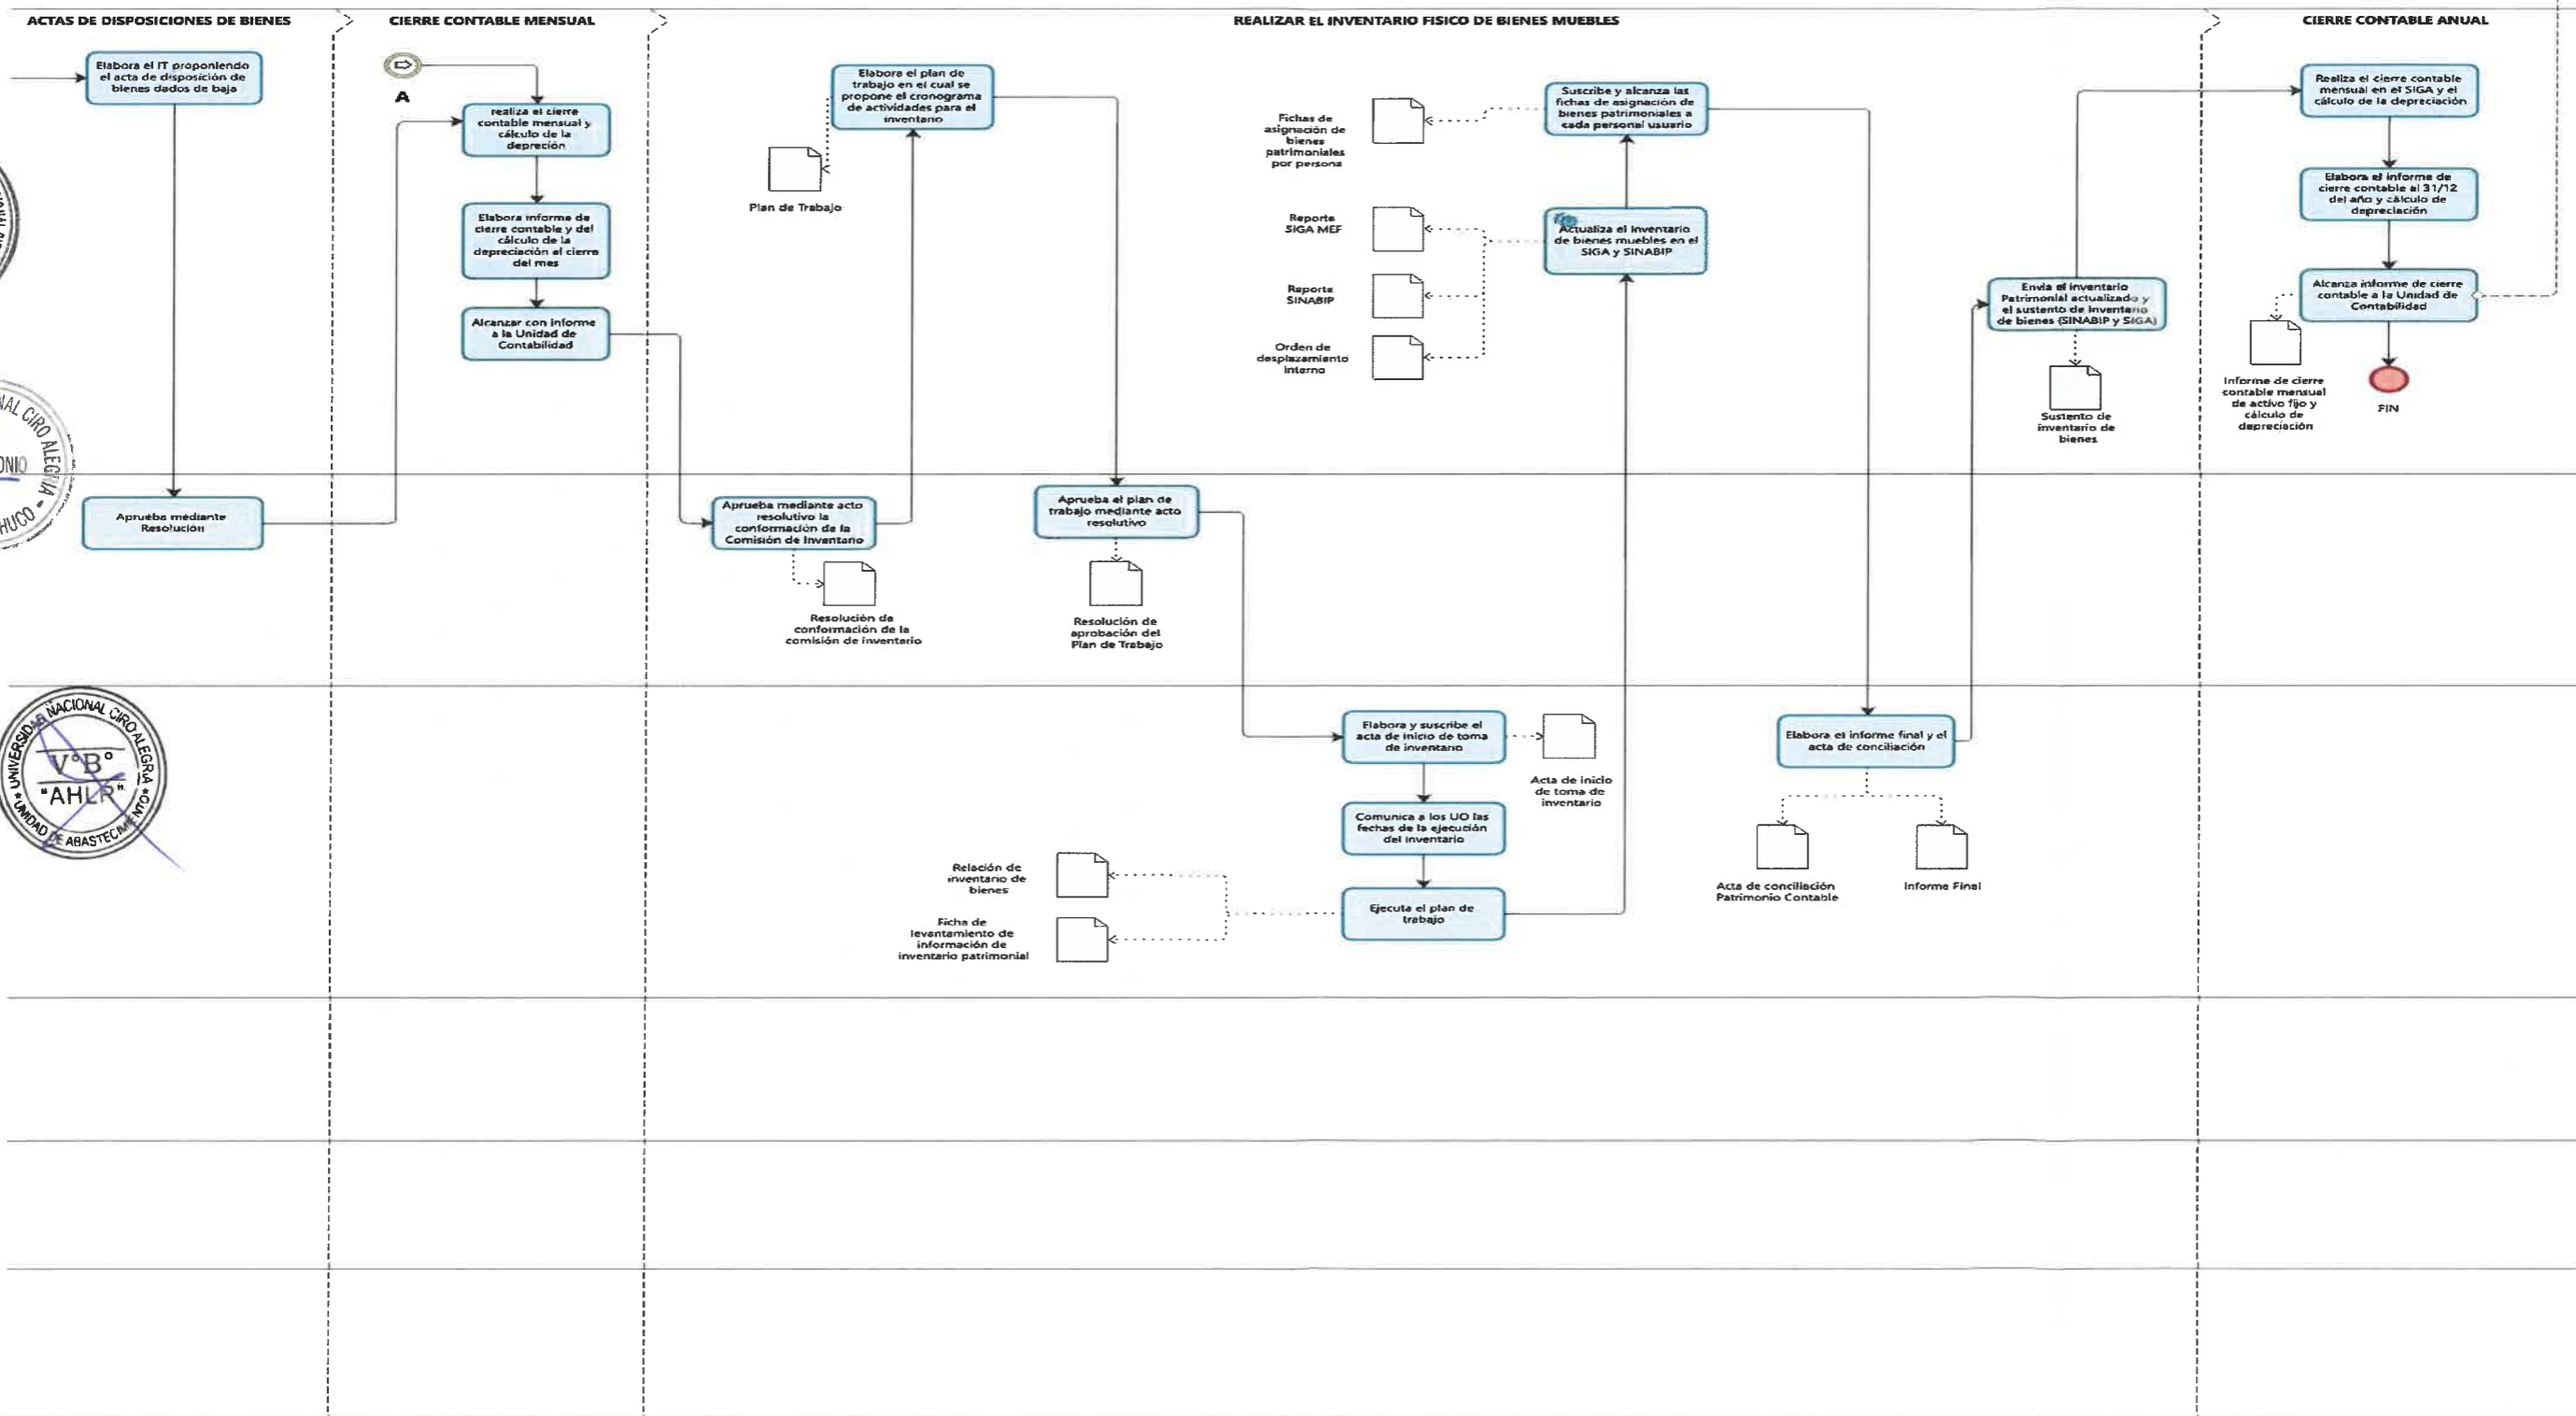 ACTAS DE DISPOSICIONES DE BIENES
CIERRE CONTABLE MENSUAL
REALIZAR EL INVENTARIO FISICO DE BIENES MUEBLES
CIERRE CONTABLE ANUAL
Elabora el IT proponiendo
el acta de disposición de
bienes dados de baja
Aprueba mediante
Resolución
A
realiza el cierre
contable mensual y
cálculo de la
depreción
Elabora informe de
cierre contable y del
cálculo de la
depreciación al cierre
del mes
Alcanzar con informe
a la Unidad de
Contabilidad
Aprueba mediante acto
resolutivo la
conformación de la
Comisión de Inventario
Resolución de
conformación de la
comisión de inventario
Elabora el plan de
trabajo en el cual se
propone el cronograma
de actividades para el
inventario
Plan de Trabajo
Aprueba el plan de
trabajo mediante acto
resolutivo
Resolución de
aprobación del
Plan de Trabajo
Elabora y suscribe el
acta de inicio de toma
de inventario
Acta de inicio
de toma de
inventario
Comunica a los UO las
fechas de la ejecución
del inventario
Ejecuta el plan de
trabajo
Relación de
inventario de
bienes
Ficha de
levantamiento de
información de
inventario patrimonial
Actualiza el inventario
de bienes muebles en el
SIGA y SINABIP
Reporte
SIGA MEF
Reporte
SINABIP
Orden de
desplazamiento
interno
Suscribe y alcanza las
fichas de asignación de
bienes patrimoniales a
cada personal usuario
Fichas de
asignación de
bienes
patrimoniales
por persona
Elabora el informe final y el
acta de conciliación
Acta de conciliación
Patrimonio Contable
Informe Final
Envia el inventario
Patrimonial actualizado y
el sustento de inventario
de bienes (SINABIP y SIGA)
Sustento de
inventario de
bienes
Realiza el cierre contable
mensual en el SIGA y el
cálculo de la depreciación
Elabora el informe de
cierre contable al 31/12
del año y cálculo de
depreciación
Alcanza informe de cierre
contable a la Unidad de
Contabilidad
Informe de cierre
contable mensual
de activo fijo y
cálculo de
depreciación
FIN
NAL CIRO ALEGRIA -
HUCO
ONIO
UNIVERSIDAD NACIONAL CIRO ALEGRIA
V°B°
"AHLR"
* UNIDAD DE ABASTECIMIENTO *